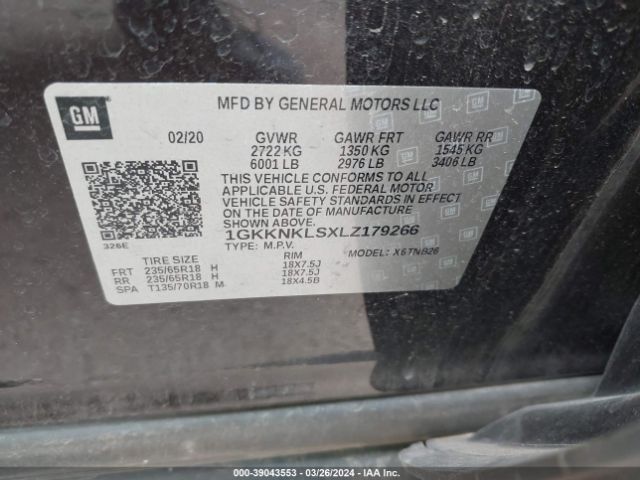 GM
MFD BY GENERAL MOTORS LLC
02/20 GVWR GAWR FRT GAWR RR
2722 KG 1350 KG 1545 KG
6001 LB 2976 LB 3406 LB
THIS VEHICLE CONFORMS TO ALL
APPLICABLE U.S. FEDERAL MOTOR
VEHICLE SAFETY STANDARDS IN EFFECT
ON THE DATE OF MANUFACTURE
SHOWN ABOVE.
1GKKNKLSXLZ179266
326E TYPE: M.P.V. MODEL: X6TNB26
TIRE SIZE RIM
FRT 235/65R18 H 18X7.5J
RR 235/65R18 H 18X7.5J
SPA T135/70R18 M 18X4.5B
000-39043553 — 03/26/2024 — IAA Inc.